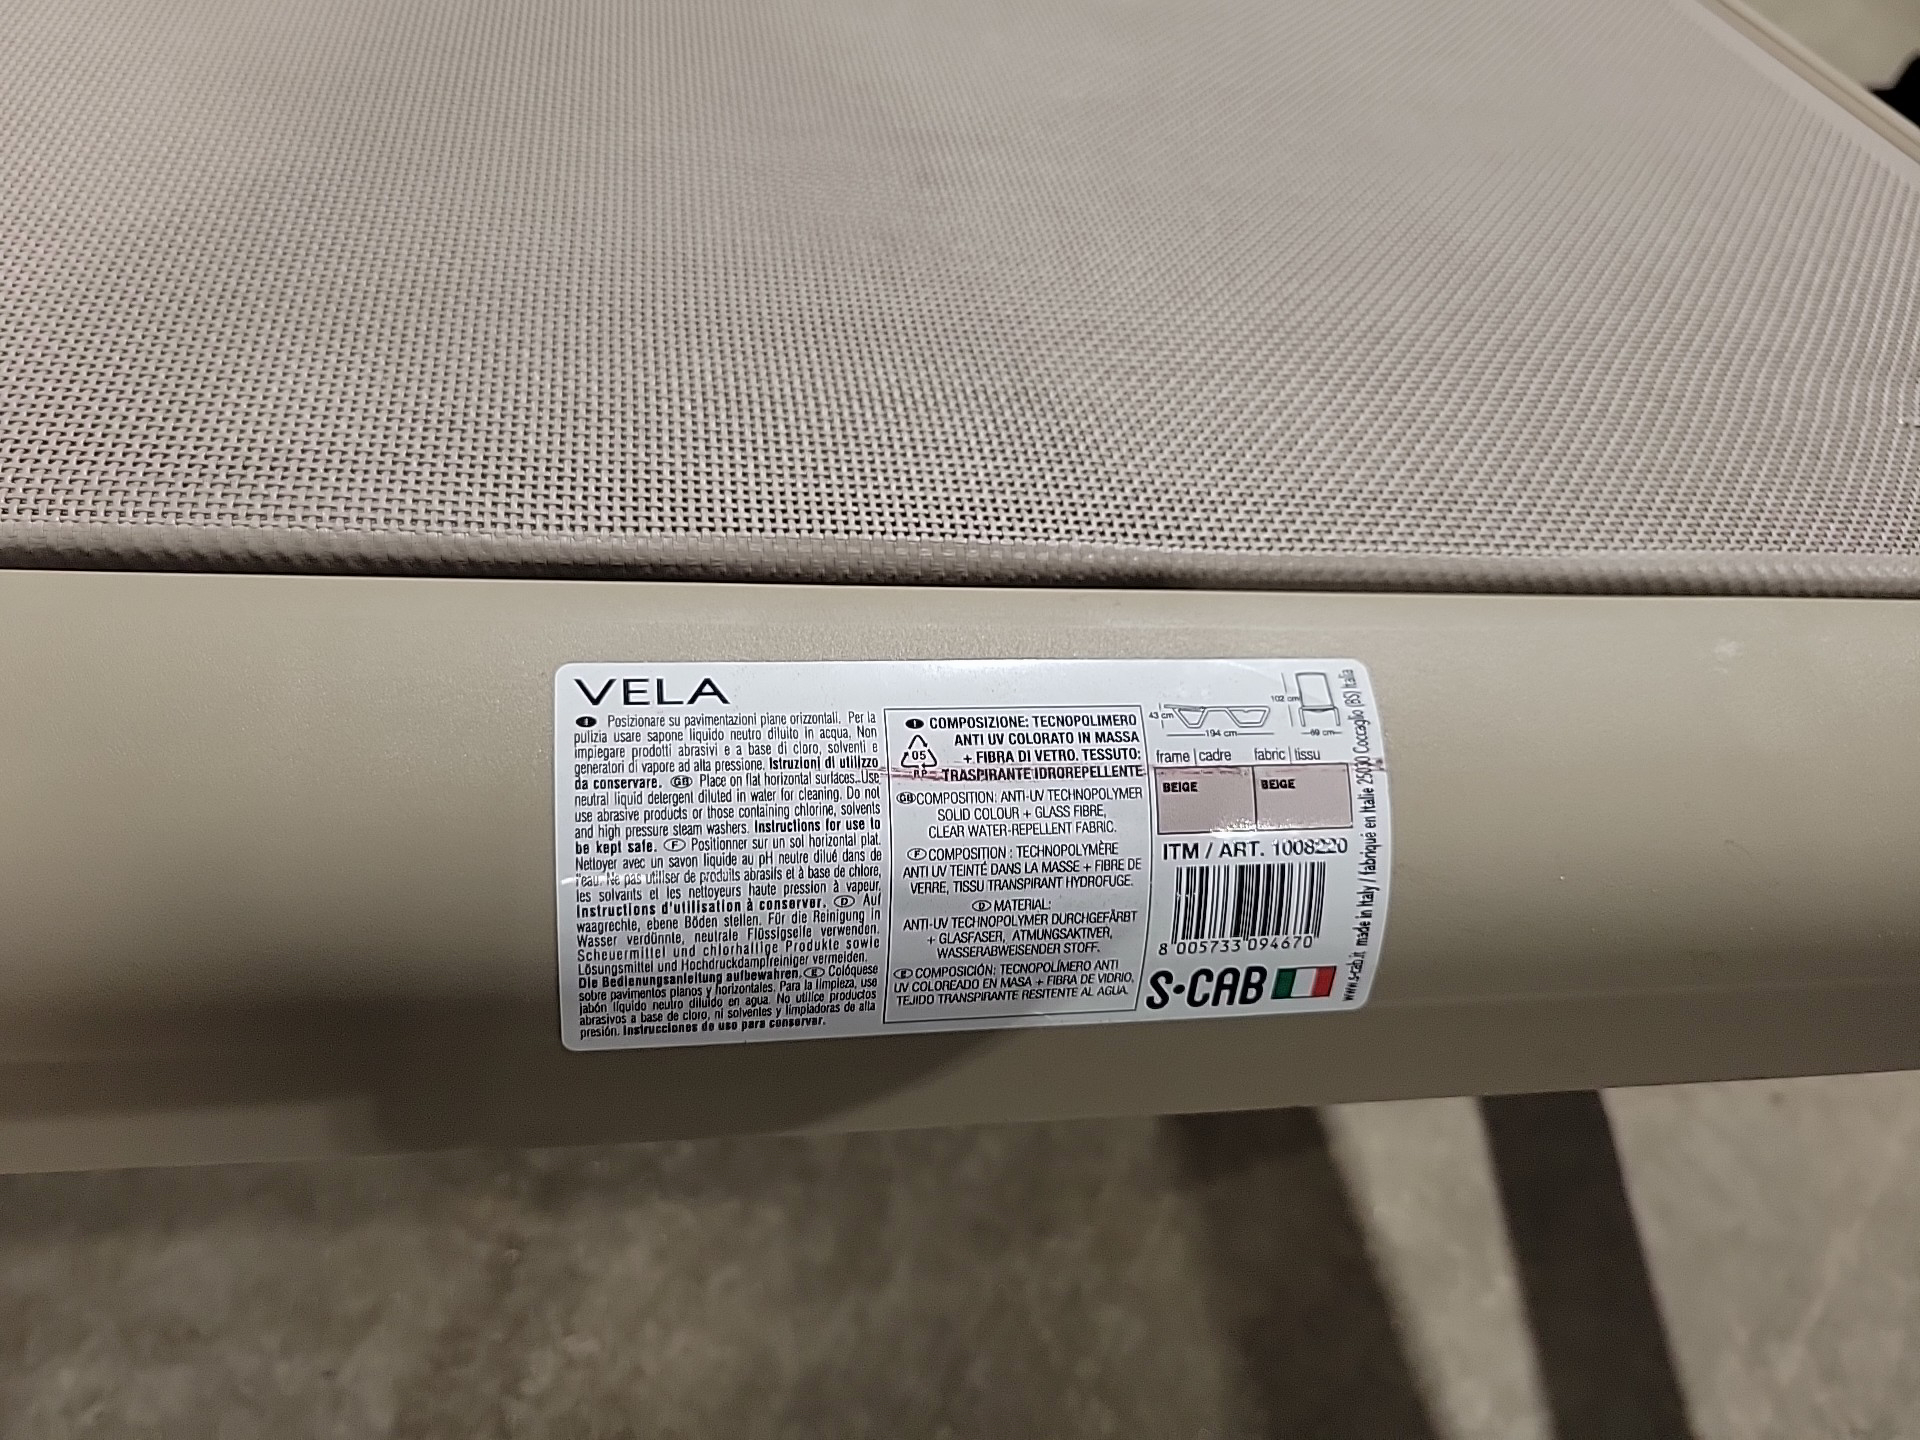 VELA
I Posizionare su pavimentazioni piane orizzontali. Per la
pulizia usare sapone liquido neutro diluito in acqua. Non
impiegare prodotti abrasivi e a base di cloro, solventi e
generatori di vapore ad alta pressione. Istruzioni di utilizzo
da conservare. GB Place on flat horizontal surfaces. Use
neutral liquid detergent diluted in water for cleaning. Do not
use abrasive products or those containing chlorine, solvents
and high pressure steam washers. Instructions for use to
be kept safe. F Positionner sur un sol horizontal plat.
Nettoyer avec un savon liquide au pH neutre dilué dans de
l'eau. Ne pas utiliser de produits abrasifs et à base de chlore,
les solvants et les nettoyeurs haute pression à vapeur.
Instructions d'utilisation à conserver. D Auf
waagrechte, ebene Böden stellen. Für die Reinigung in
Wasser verdünnte, neutrale Flüssigseife verwenden.
Scheuermittel und chlorhaltige Produkte sowie
Lösungsmittel und Hochdruckdampfreiniger vermeiden.
Die Bedienungsanleitung aufbewahren. E Colóquese
sobre pavimentos planos y horizontales. Para la limpieza, use
jabón líquido neutro diluido en agua. No utilice productos
abrasivos a base de cloro, ni solventes y limpiadoras de alta
presión. Instrucciones de uso para conservar.
I COMPOSIZIONE: TECNOPOLIMERO
ANTI UV COLORATO IN MASSA
+ FIBRA DI VETRO. TESSUTO:
TRASPIRANTE IDROREPELLENTE
05
PP
GB COMPOSITION: ANTI-UV TECHNOPOLYMER
SOLID COLOUR + GLASS FIBRE,
CLEAR WATER-REPELLENT FABRIC.
F COMPOSITION : TECHNOPOLYMÈRE
ANTI UV TEINTÉ DANS LA MASSE + FIBRE DE
VERRE, TISSU TRANSPIRANT HYDROFUGE.
D MATERIAL:
ANTI-UV TECHNOPOLYMER DURCHGEFÄRBT
+ GLASFASER, ATMUNGSAKTIVER,
WASSERABWEISENDER STOFF.
E COMPOSICIÓN: TECNOPOLÍMERO ANTI
UV COLOREADO EN MASA + FIBRA DE VIDRIO,
TEJIDO TRANSPIRANTE RESITENTE AL AGUA.
43 cm
194 cm
102 cm
69 cm
frame | cadre fabric | tissu
BEIGE BEIGE
ITM / ART. 1008220
8 005733 094670
S•CAB
www.s-cab.it made in Italy / fabriqué en Italie 25030 Coccaglio (BS) Italia